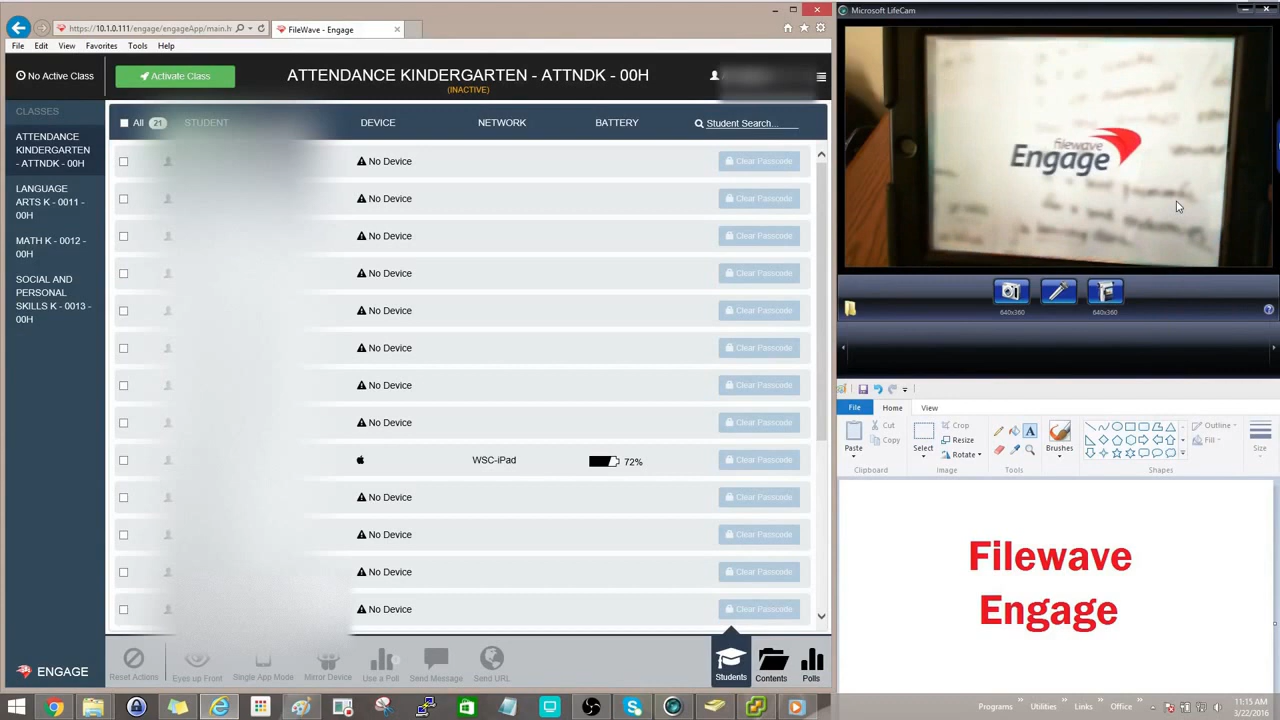 https://10.1.0.111/engage/engageApp/main.h
FileWave - Engage
File Edit View Favorites Tools Help
No Active Class
Activate Class
ATTENDANCE KINDERGARTEN - ATTNDK - 00H
(INACTIVE)
CLASSES
ATTENDANCE
KINDERGARTEN
- ATTNDK - 00H
LANGUAGE
ARTS K - 0011 -
00H
MATH K - 0012 -
00H
SOCIAL AND
PERSONAL
SKILLS K - 0013 -
00H
ENGAGE
All 21 STUDENT DEVICE NETWORK BATTERY Student Search...
No Device Clear Passcode
No Device Clear Passcode
No Device Clear Passcode
No Device Clear Passcode
No Device Clear Passcode
No Device Clear Passcode
No Device Clear Passcode
No Device Clear Passcode
WSC-iPad 72% Clear Passcode
No Device Clear Passcode
No Device Clear Passcode
No Device Clear Passcode
No Device Clear Passcode
Reset Actions Eyes up Front Single App Mode Mirror Device Use a Poll Send Message Send URL Students Contents Polls
Microsoft LifeCam
filewave
Engage
640x360 640x360
File Home View
Paste Cut Copy Select Crop Resize Rotate Brushes Outline Fill Size
Clipboard Image Tools Shapes
Filewave
Engage
Programs Utilities Links Office
11:15 AM
3/22/2016